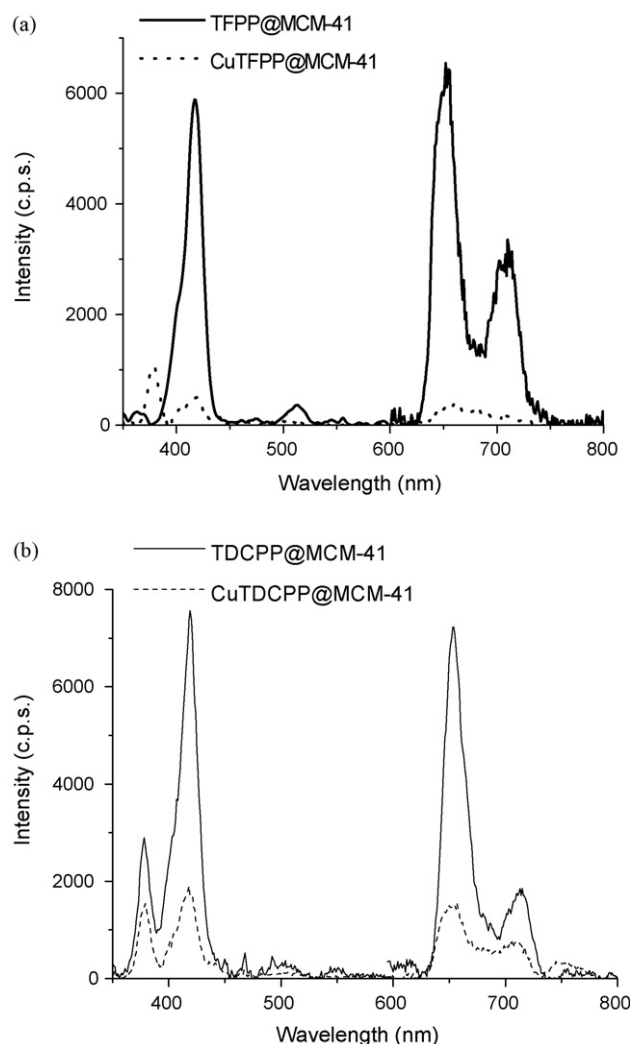 (a)
TFPP@MCM-41
CuTFPP@MCM-41
6000
4000
2000
0
Intensity (c.p.s.)
400 500 600 700 800
Wavelength (nm)
(b)
TDCPP@MCM-41
CuTDCPP@MCM-41
8000
6000
4000
2000
0
Intensity (c.p.s.)
400 500 600 700 800
Wavelength (nm)